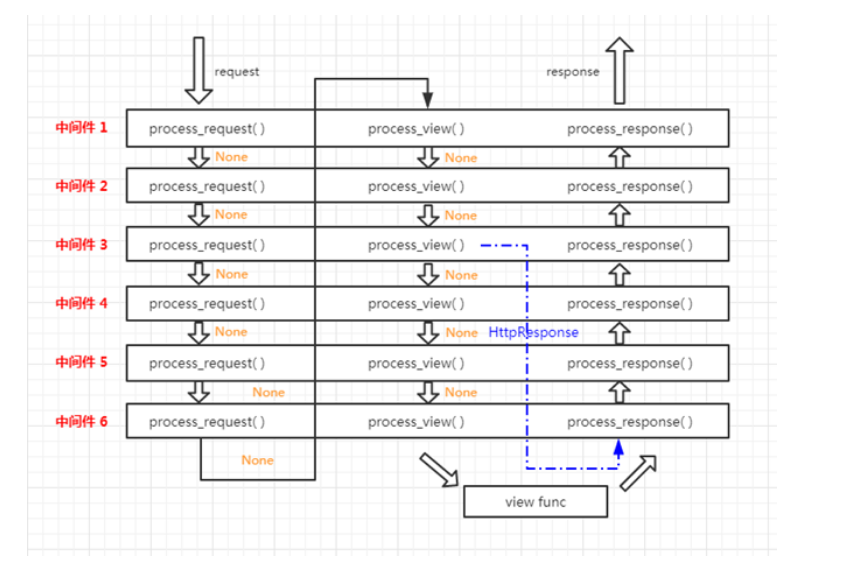 request
response
中间件 1 process_request( ) process_view( ) process_response( )
None None
中间件 2 process_request( ) process_view( ) process_response( )
None None
中间件 3 process_request( ) process_view( ) process_response( )
None None
中间件 4 process_request( ) process_view( ) process_response( )
None None HttpResponse
中间件 5 process_request( ) process_view( ) process_response( )
None None
中间件 6 process_request( ) process_view( ) process_response( )
None
view func